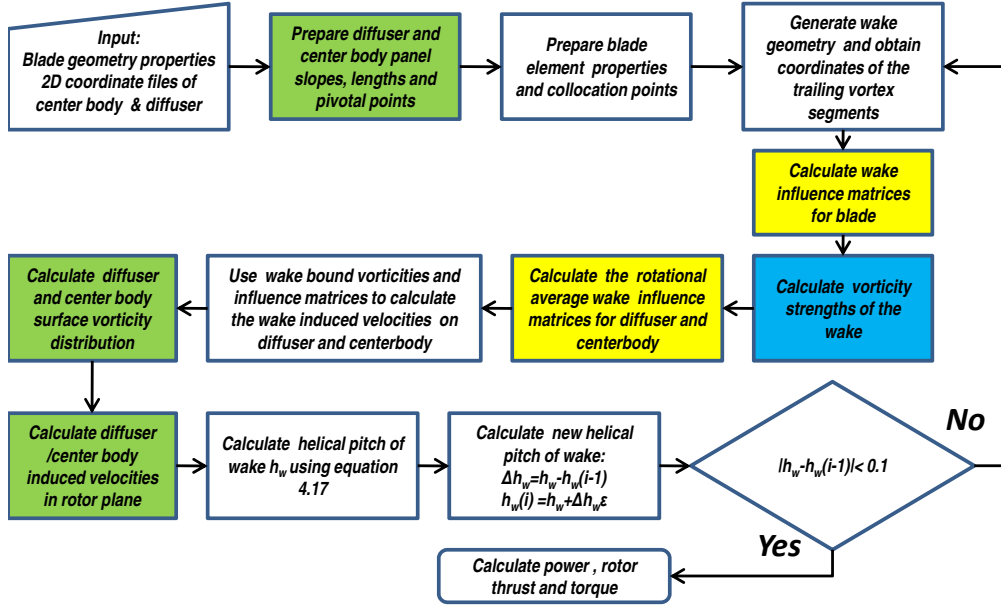 Input:
Blade geometry properties
2D coordinate files of
center body & diffuser
Prepare diffuser and
center body panel
slopes, lengths and
pivotal points
Prepare blade
element properties
and collocation points
Generate wake
geometry and obtain
coordinates of the
trailing vortex
segments
Calculate wake
influence matrices
for blade
Calculate vorticity
strengths of the
wake
Calculate the rotational
average wake influence
matrices for diffuser and
centerbody
Use wake bound vorticities and
influence matrices to calculate
the wake induced velocities on
diffuser and centerbody
Calculate diffuser
and center body
surface vorticity
distribution
Calculate diffuser
/center body
induced velocities
in rotor plane
Calculate helical pitch of
wake h_w using equation
4.17
Calculate new helical
pitch of wake:
Δh_w=h_w-h_w(i-1)
h_w(i) =h_w+Δh_wε
|h_w-h_w(i-1)|< 0.1
No
Yes
Calculate power , rotor
thrust and torque